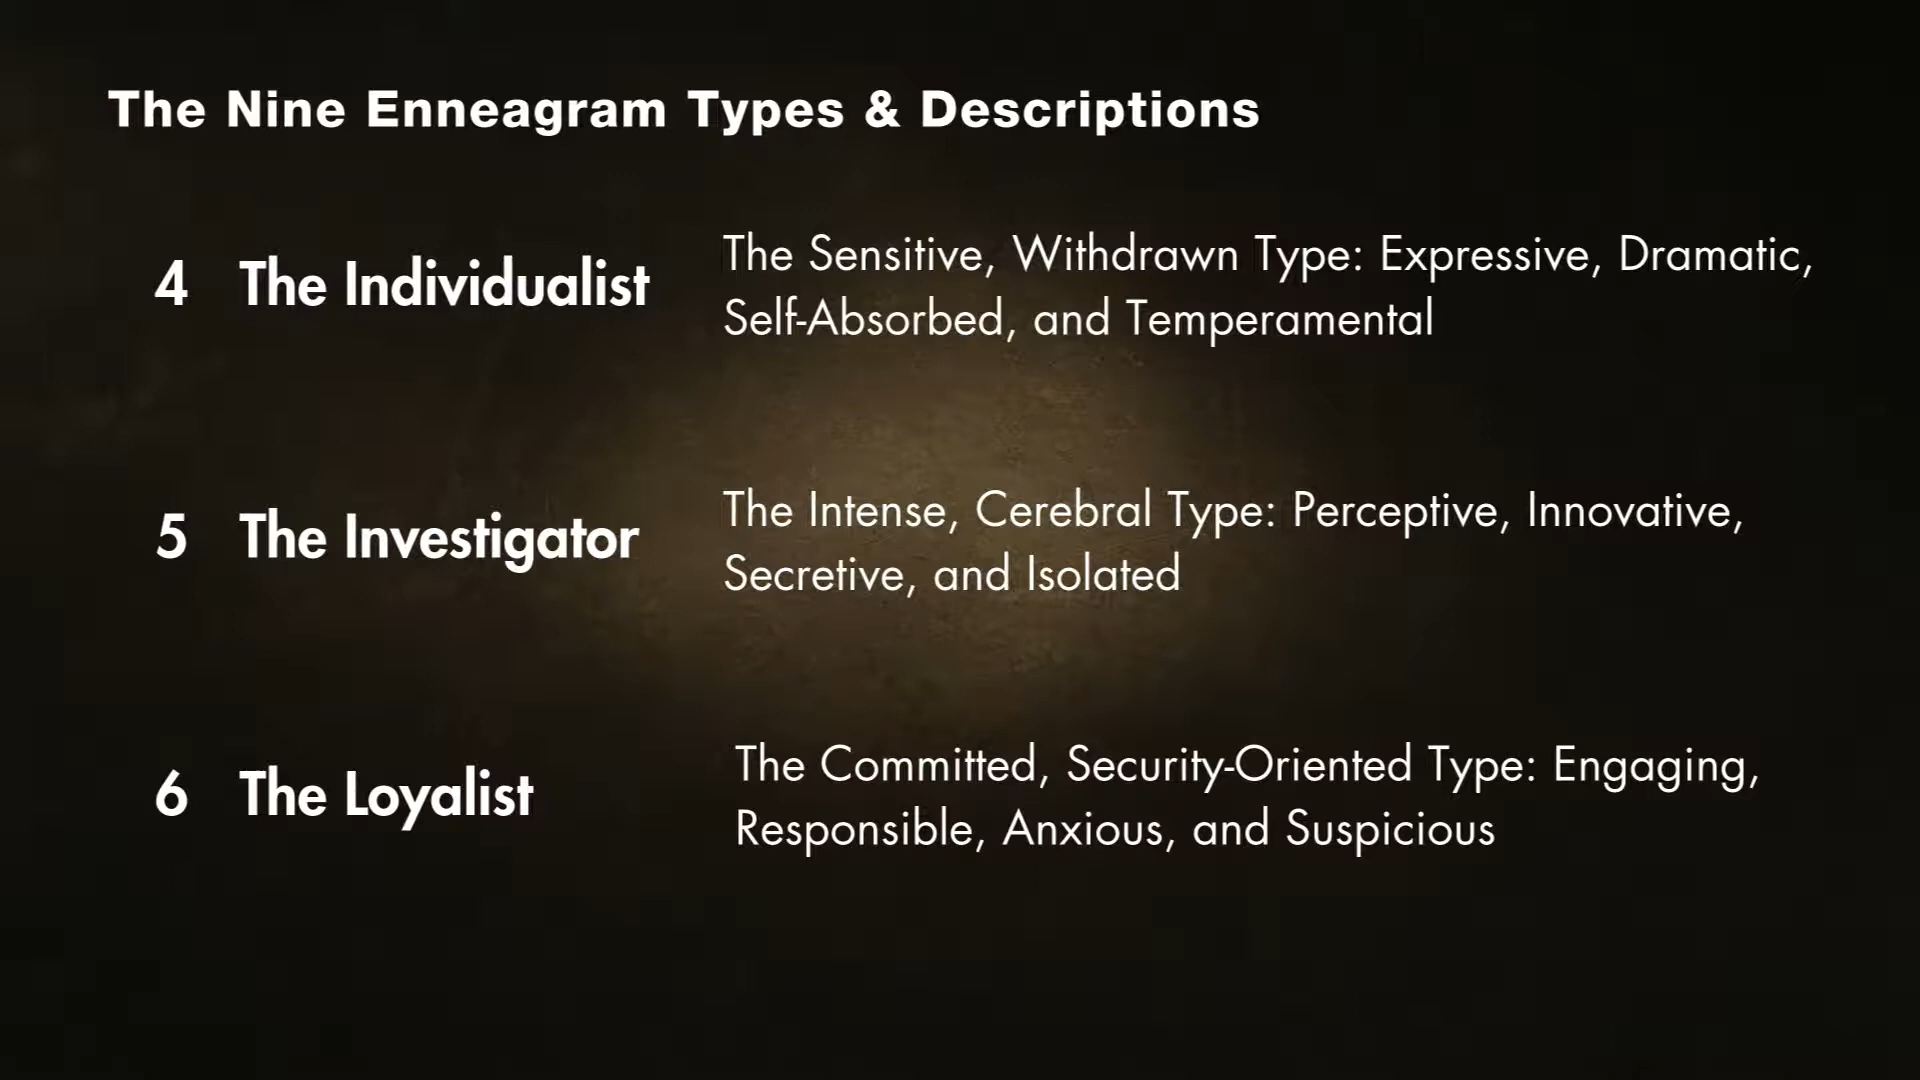 The Nine Enneagram Types & Descriptions
4 The Individualist
The Sensitive, Withdrawn Type: Expressive, Dramatic,
Self-Absorbed, and Temperamental
5 The Investigator
The Intense, Cerebral Type: Perceptive, Innovative,
Secretive, and Isolated
6 The Loyalist
The Committed, Security-Oriented Type: Engaging,
Responsible, Anxious, and Suspicious